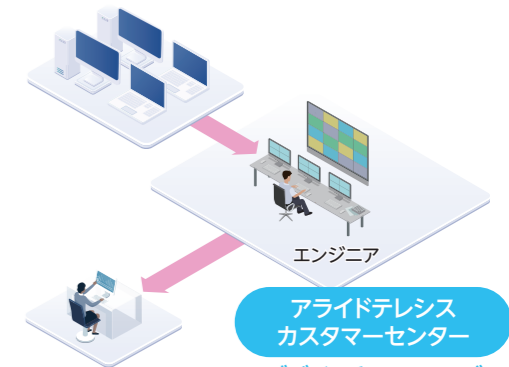 エンジニア
アライドテレシス
カスタマーセンター